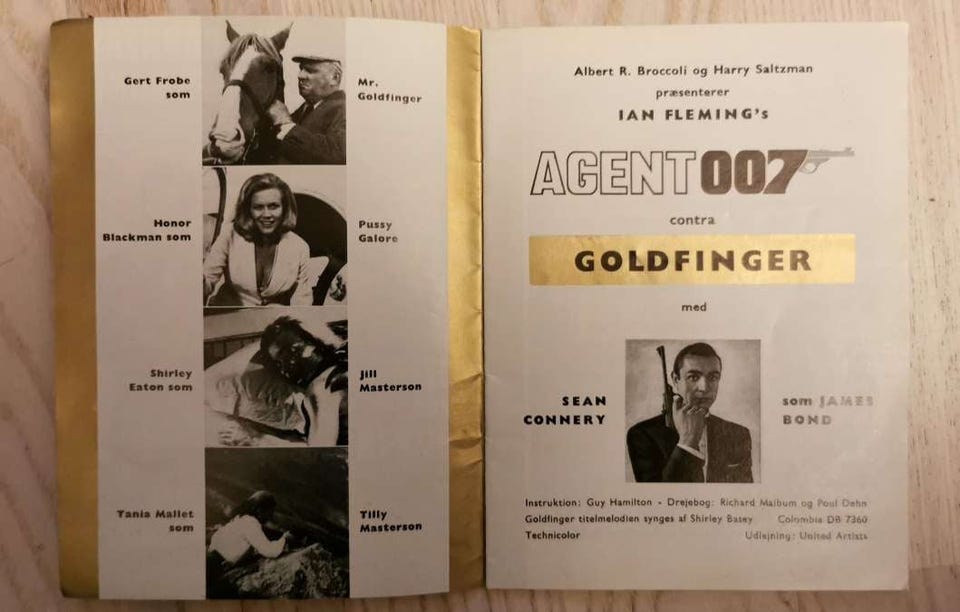 Gert Frobe
som
Mr.
Goldfinger
Honor
Blackman som
Pussy
Galore
Shirley
Eaton som
Jill
Masterson
Tania Mallet
som
Tilly
Masterson
Albert R. Broccoli og Harry Saltzman
præsenterer
IAN FLEMING's
AGENT 007
contra
GOLDFINGER
med
SEAN
CONNERY
som JAMES
BOND
Instruktion: Guy Hamilton - Drejebog: Richard Maibum og Poul Dehn
Goldfinger titelmelodien synges af Shirley Basey Colombia DB 7360
Technicolor Udlejning: United Artists